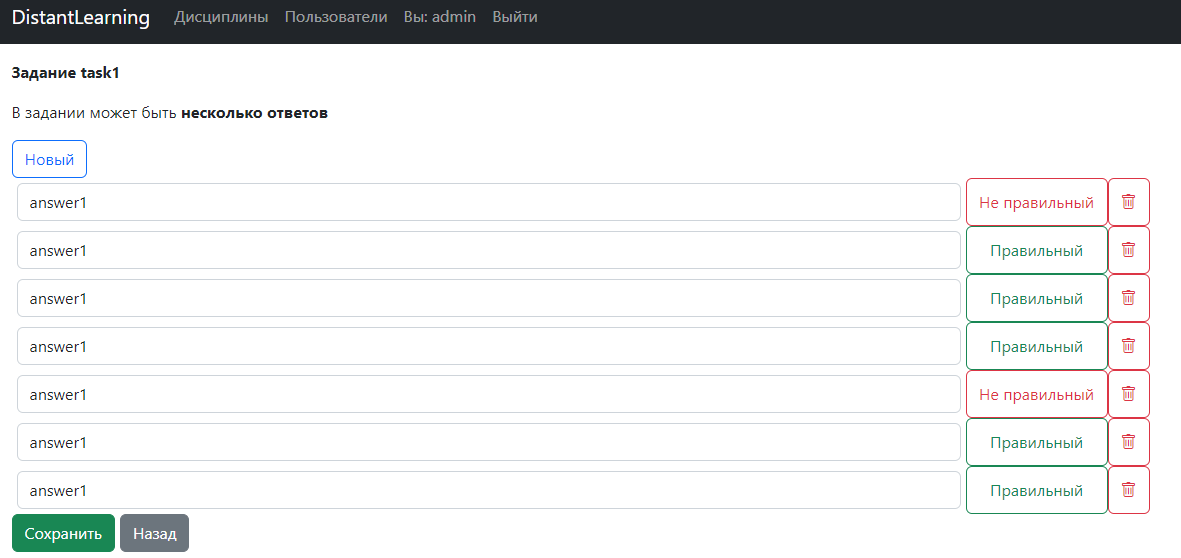 DistantLearning Дисциплины Пользователи Вы: admin Выйти
Задание task1
В задании может быть несколько ответов
Новый
answer1 Не правильный
answer1 Правильный
answer1 Правильный
answer1 Правильный
answer1 Не правильный
answer1 Правильный
answer1 Правильный
Сохранить Назад